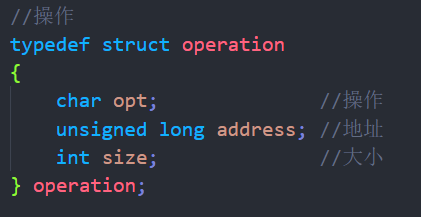 //操作
typedef struct operation
{
    char opt;             //操作
    unsigned long address; //地址
    int size;             //大小
} operation;